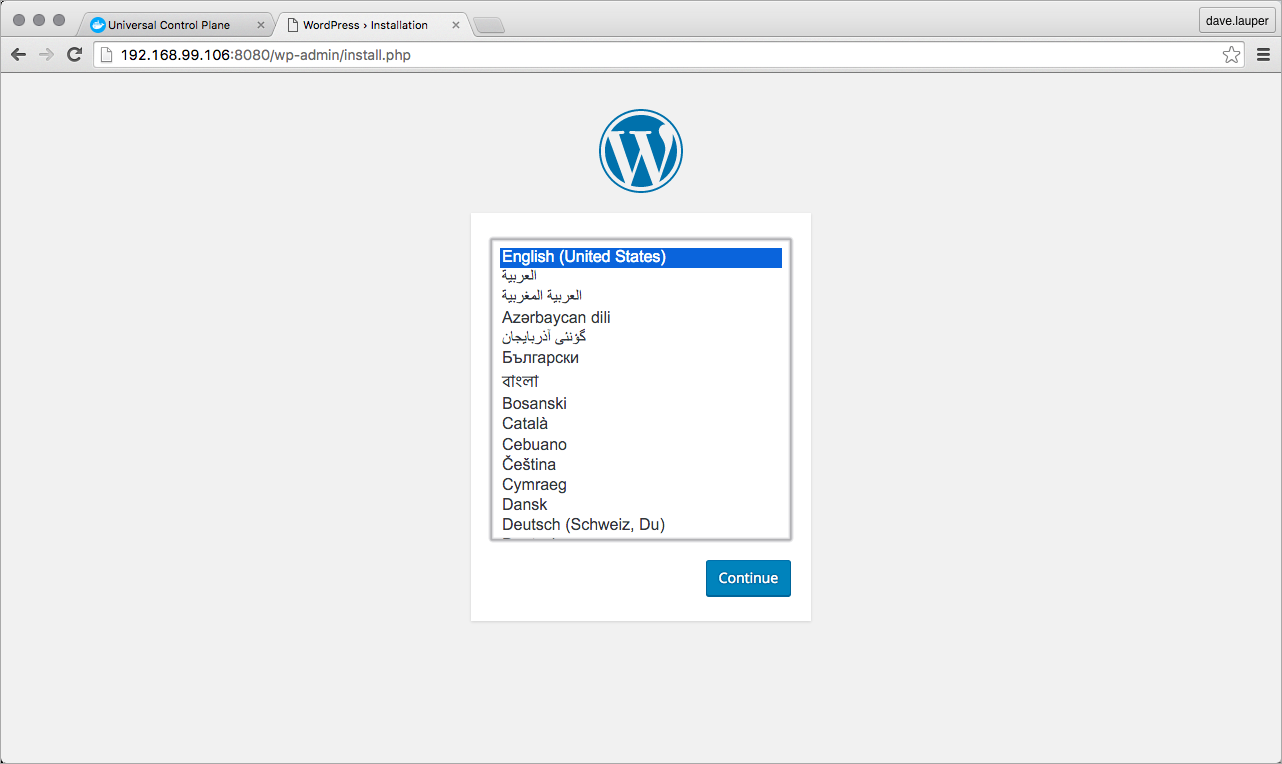 Universal Control Plane
WordPress › Installation
dave.lauper
192.168.99.106:8080/wp-admin/install.php
English (United States)
العربية
العربية المغربية
Azərbaycan dili
گؤنئی آذربایجان
Български
বাংলা
Bosanski
Català
Cebuano
Čeština
Cymraeg
Dansk
Deutsch (Schweiz, Du)
Continue